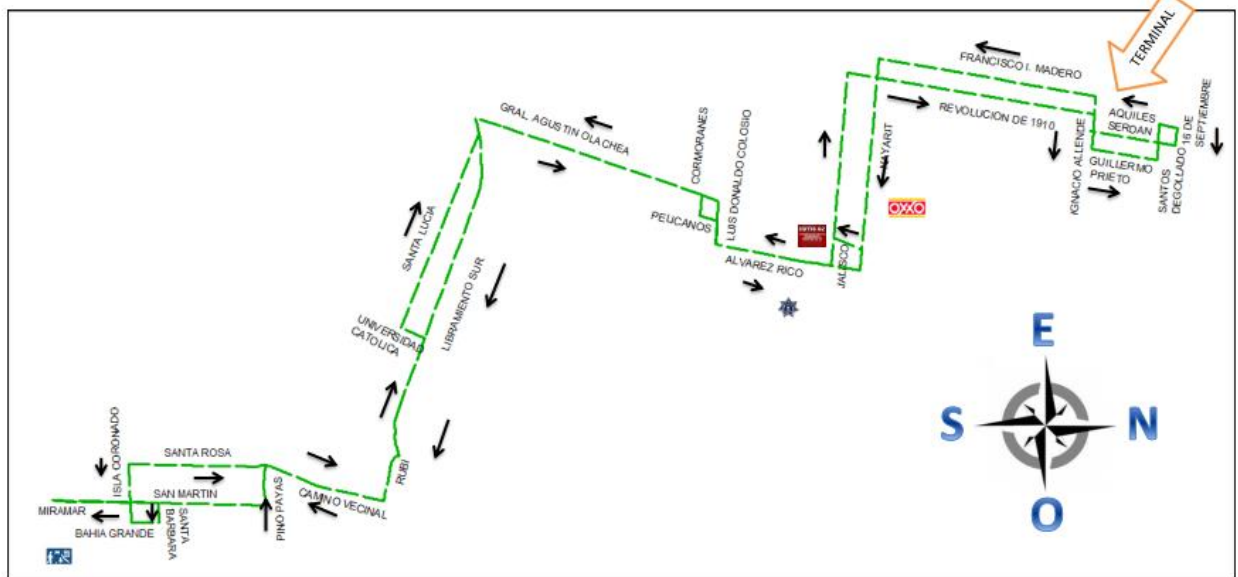 TERMINAL
FRANCISCO I. MADERO
AQUILES
SERDAN
16 DE
SEPTIEMBRE
REVOLUCION DE 1910
IGNACIO ALLENDE
GUILLERMO
PRIETO
SANTOS
DEGOLLADO
GRAL. AGUSTIN OLACHEA
CORMORANES
LUIS DONALDO COLOSIO
PELICANOS
NAYARIT
OXXO
JALISCO
ALVAREZ RICO
SANTA LUCIA
LIBRAMIENTO SUR
UNIVERSIDAD
CATOLICA
E
S
N
O
ISLA CORONADO
SANTA ROSA
RUBI
SAN MARTIN
CAMINO VECINAL
PINO PAYAS
MIRAMAR
BAHIA GRANDE
SANTA
BARBARA